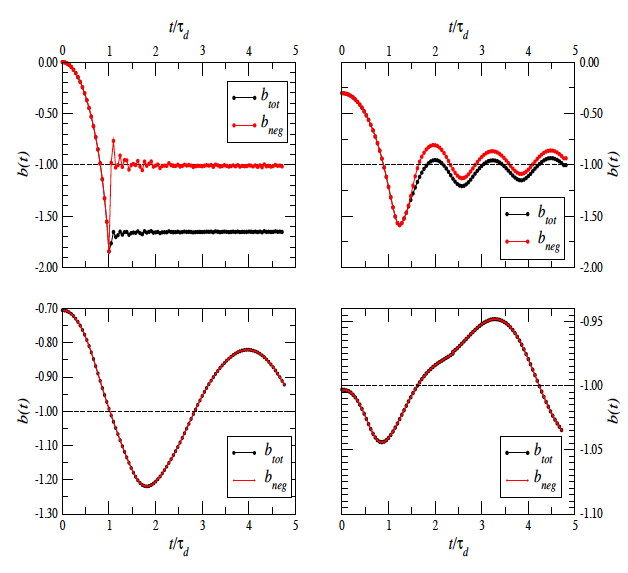 t/τd t/τd
0 1 2 3 4 5 0 1 2 3 4 5
0.00 0.00
btot
bneg
-0.50 -0.50
b(t) -1.00 -1.00 b(t)
btot
bneg
-1.50 -1.50
-2.00 -2.00
-0.70
-0.80 -0.95
-0.90
b(t) -1.00 -1.00 b(t)
-1.10 -1.05
btot btot
bneg bneg
-1.20
-1.30 -1.10
0 1 2 3 4 5 0 1 2 3 4 5
t/τd t/τd